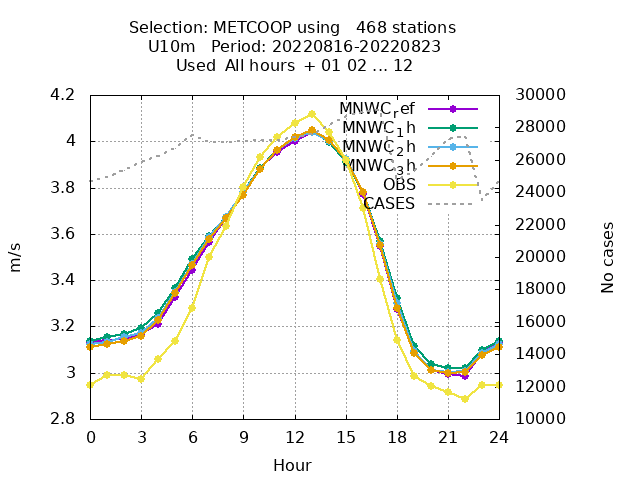 Selection: METCOOP using   468 stations
U10m   Period: 20220816-20220823
Used  All hours  + 01 02 ... 12
4.2
4
3.8
3.6
3.4
3.2
3
2.8
30000
28000
26000
24000
22000
20000
18000
16000
14000
12000
10000
m/s
No cases
MNWC_ref
MNWC_1h
MNWC_2h
MNWC_3h
OBS
CASES
0 3 6 9 12 15 18 21 24
Hour